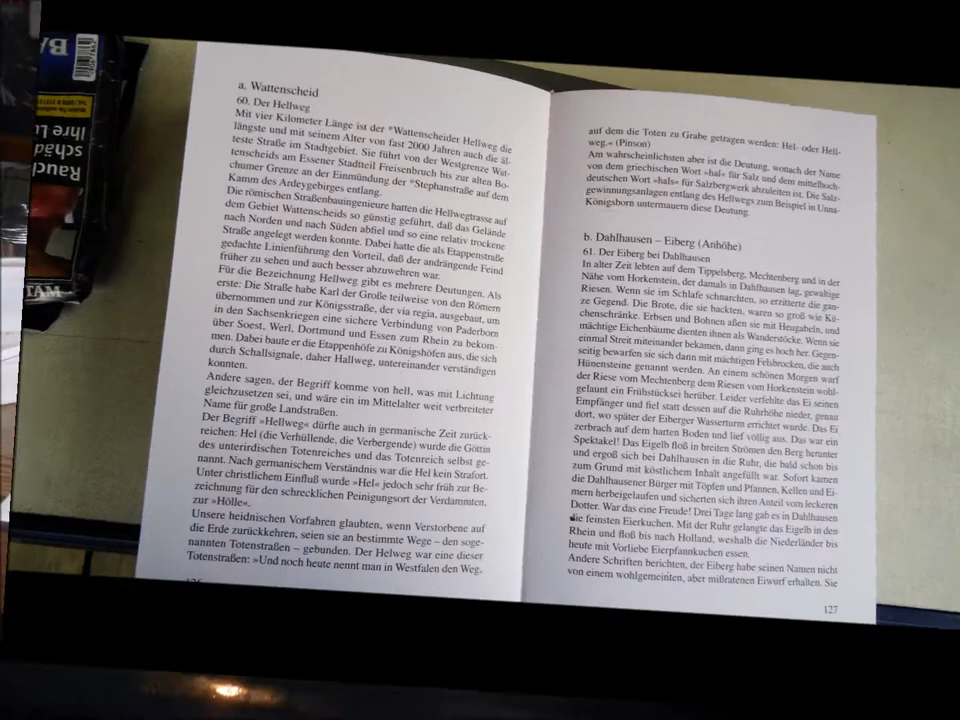 a. Wattenscheid
60. Der Hellweg
Mit vier Kilometer Länge ist der *Wattenscheider Hellweg die
längste und mit seinem Alter von fast 2000 Jahren auch die äl-
teste Straße im Stadtgebiet. Sie führt von der Westgrenze Wat-
tenscheids am Essener Stadtteil Freisenbruch bis zur alten Bo-
chumer Grenze an der Einmündung der *Stephanstraße auf dem
Kamm des Ardeygebirges entlang.
Die römischen Straßenbauingenieure hatten die Hellwegtrasse auf
dem Gebiet Wattenscheids so günstig geführt, daß das Gelände
nach Norden und nach Süden abfiel und so eine relativ trockene
Straße angelegt werden konnte. Dabei hatte die als Etappenstraße
gedachte Linienführung den Vorteil, daß der andrängende Feind
früher zu sehen und auch besser abzuwehren war.
Für die Bezeichnung Hellweg gibt es mehrere Deutungen. Als
erste: Die Straße habe Karl der Große teilweise von den Römern
übernommen und zur Königsstraße, der via regia, ausgebaut, um
in den Sachsenkriegen eine sichere Verbindung von Paderborn
über Soest, Werl, Dortmund und Essen zum Rhein zu bekom-
men. Dabei baute er die Etappenhöfe zu Königshöfen aus, die sich
durch Schallsignale, daher Hallweg, untereinander verständigen
konnten.
Andere sagen, der Begriff komme von hell, was mit Lichtung
gleichzusetzen sei, und wäre ein im Mittelalter weit verbreiteter
Name für große Landstraßen.
Der Begriff »Hellweg« dürfte auch in germanische Zeit zurück-
reichen: Hel (die Verhüllende, die Verbergende) wurde die Göttin
des unterirdischen Totenreiches und das Totenreich selbst ge-
nannt. Nach germanischem Verständnis war die Hel kein Strafort.
Unter christlichem Einfluß wurde »Hel« jedoch sehr früh zur Be-
zeichnung für den schrecklichen Peinigungsort der Verdammten,
zur »Hölle«.
Unsere heidnischen Vorfahren glaubten, wenn Verstorbene auf
die Erde zurückkehren, seien sie an bestimmte Wege – den soge-
nannten Totenstraßen – gebunden. Der Helweg war eine dieser
Totenstraßen: »Und noch heute nennt man in Westfalen den Weg,
auf dem die Toten zu Grabe getragen werden: Hel- oder Hell-
weg.« (Pinson)
Am wahrscheinlichsten aber ist die Deutung, wonach der Name
von dem griechischen Wort »hal« für Salz und dem mittelhoch-
deutschen Wort »hals« für Salzbergwerk abzuleiten ist. Die Salz-
gewinnungsanlagen entlang des Hellwegs zum Beispiel in Unna-
Königsborn untermauern diese Deutung.
b. Dahlhausen – Eiberg (Anhöhe)
61. Der Eiberg bei Dahlhausen
In alter Zeit lebten auf dem Tippelsberg, Mechtenberg und in der
Nähe vom Horkenstein, der damals in Dahlhausen lag, gewaltige
Riesen. Wenn sie im Schlafe schnarchten, so erzitterte die gan-
ze Gegend. Die Brote, die sie backten, waren so groß wie Kü-
chenschränke. Erbsen und Bohnen aßen sie mit Heugabeln, und
mächtige Eichenbäume dienten ihnen als Wanderstöcke. Wenn sie
einmal Streit miteinander bekamen, dann ging es hoch her. Gegen-
seitig bewarfen sie sich dann mit mächtigen Felsbrocken, die auch
Hünensteine genannt werden. An einem schönen Morgen warf
der Riese vom Mechtenberg dem Riesen vom Horkenstein wohl-
gelaunt ein Frühstücksei herüber. Leider verfehlte das Ei seinen
Empfänger und fiel statt dessen auf die Ruhrhöhe nieder, genau
dort, wo später der Eiberger Wasserturm errichtet wurde. Das Ei
zerbrach auf dem harten Boden und lief völlig aus. Das war ein
Spektakel! Das Eigelb floß in breiten Strömen den Berg herunter
und ergoß sich bei Dahlhausen in die Ruhr, die bald schon bis
zum Grund mit köstlichem Inhalt angefüllt war. Sofort kamen
die Dahlhausener Bürger mit Töpfen und Pfannen, Kellen und Ei-
mern herbeigelaufen und sicherten sich ihren Anteil vom leckeren
Dotter. War das eine Freude! Drei Tage lang gab es in Dahlhausen
die feinsten Eierkuchen. Mit der Ruhr gelangte das Eigelb in den
Rhein und floß bis nach Holland, weshalb die Niederländer bis
heute mit Vorliebe Eierpfannkuchen essen.
Andere Schriften berichten, der Eiberg habe seinen Namen nicht
von einem wohlgemeinten, aber mißratenen Eiwurf erhalten. Sie
127
Rauch
schäd
Ihre Lu